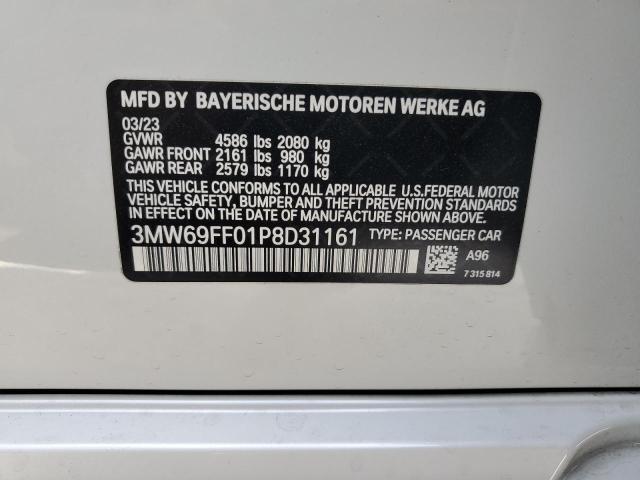 MFD BY BAYERISCHE MOTOREN WERKE AG
03/23
GVWR 4586 lbs 2080 kg
GAWR FRONT 2161 lbs 980 kg
GAWR REAR 2579 lbs 1170 kg
THIS VEHICLE CONFORMS TO ALL APPLICABLE U.S.FEDERAL MOTOR
VEHICLE SAFETY, BUMPER AND THEFT PREVENTION STANDARDS
IN EFFECT ON THE DATE OF MANUFACTURE SHOWN ABOVE.
3MW69FF01P8D31161 TYPE: PASSENGER CAR
A96
7 315 814